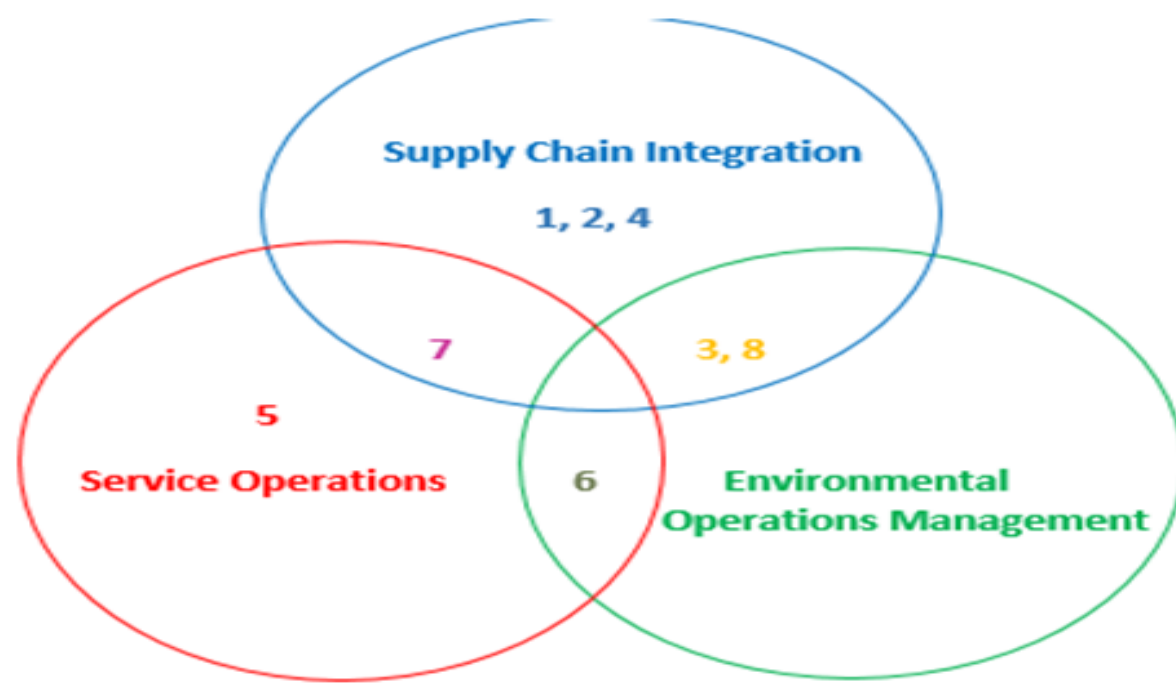 Supply Chain Integration
1, 2, 4
7
3, 8
5
Service Operations
6
Environmental
Operations Management